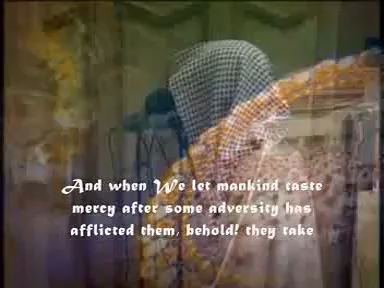 And when We let mankind taste
mercy after some adversity has
afflicted them, behold! they take